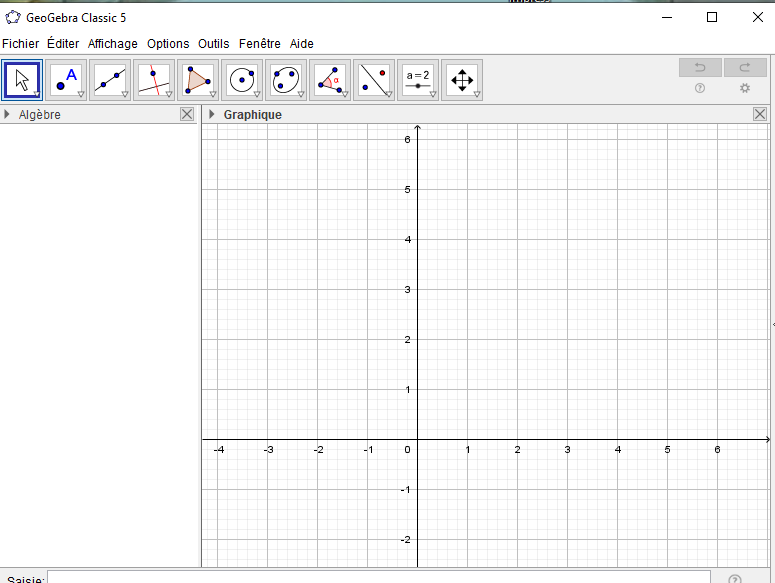 GeoGebra Classic 5
Fichier Éditer Affichage Options Outils Fenêtre Aide
A α a=2
Algèbre
Graphique
6
5
4
3
2
1
-4 -3 -2 -1 0 1 2 3 4 5 6
-1
-2
Saisie: